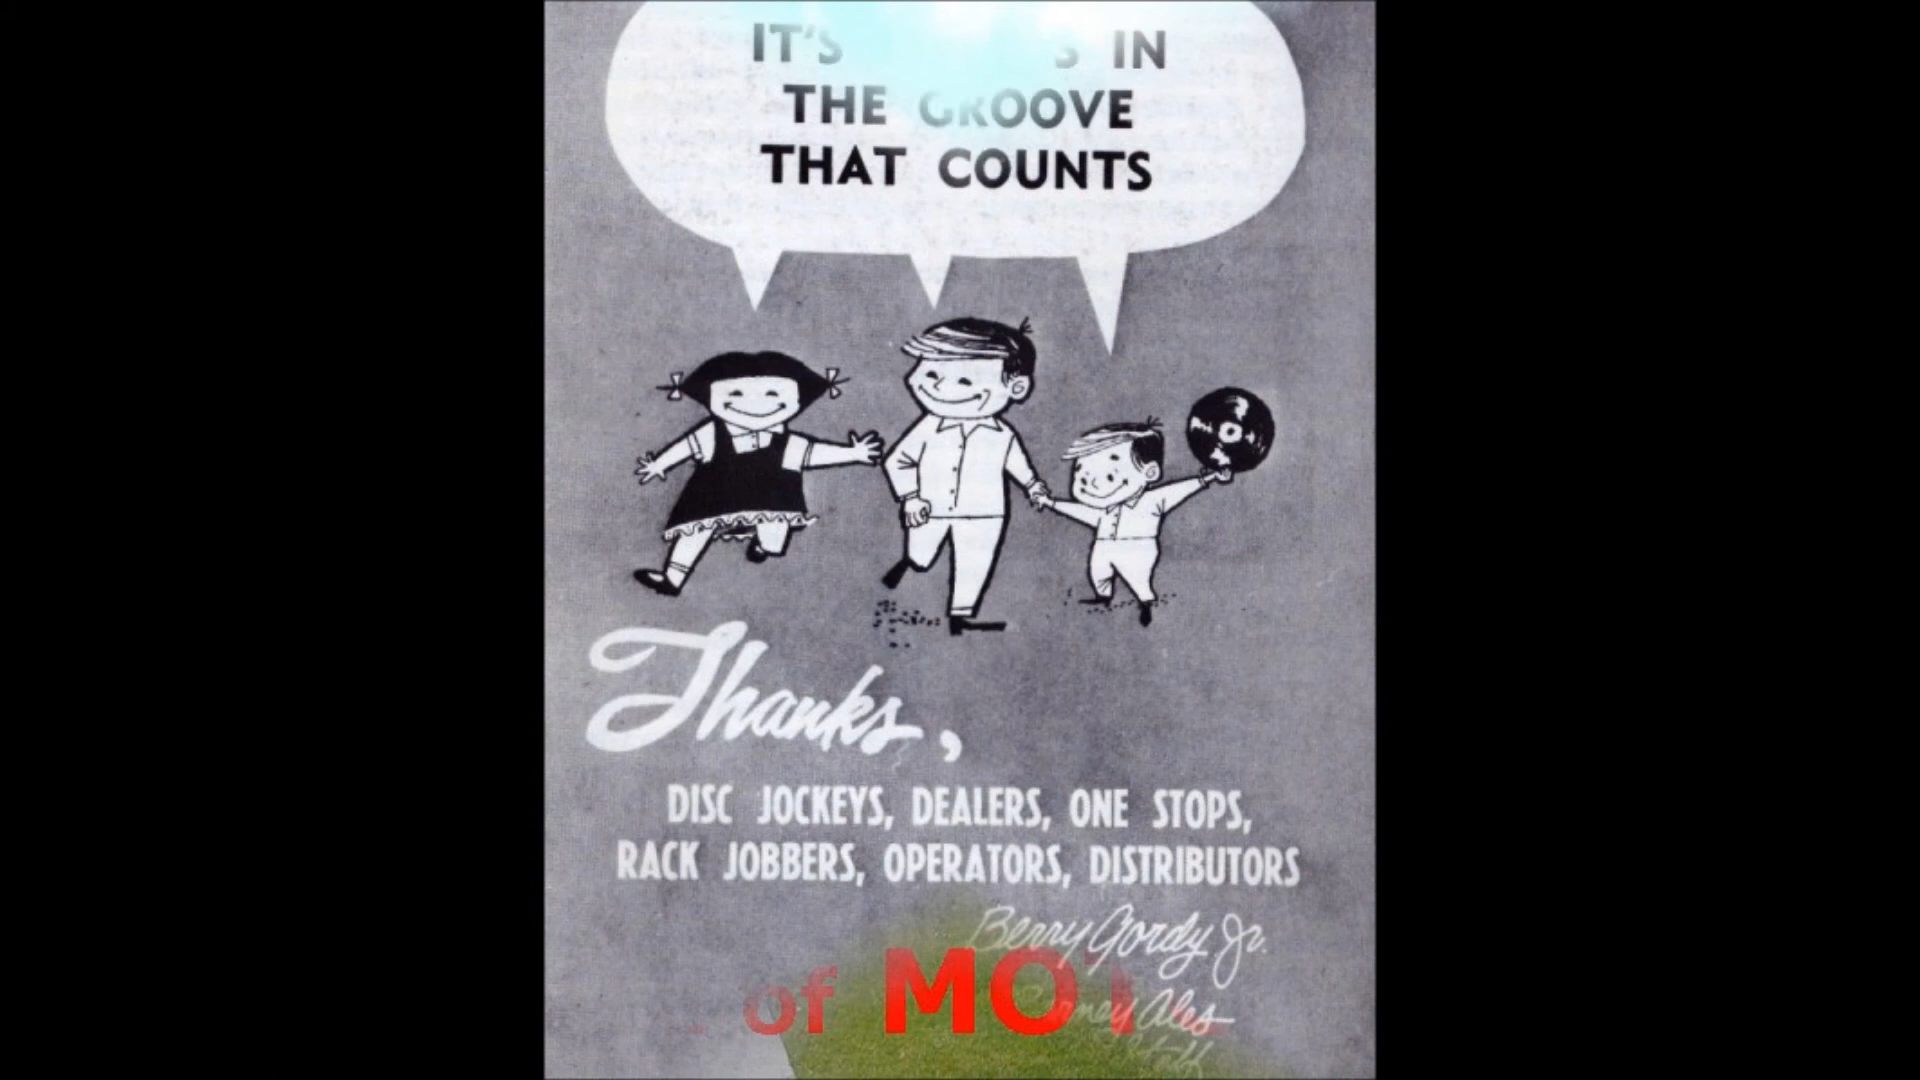 IT'S IN
THE GROOVE
THAT COUNTS
Thanks,
DISC JOCKEYS, DEALERS, ONE STOPS,
RACK JOBBERS, OPERATORS, DISTRIBUTORS
Berry Gordy Jr.
of
Ales